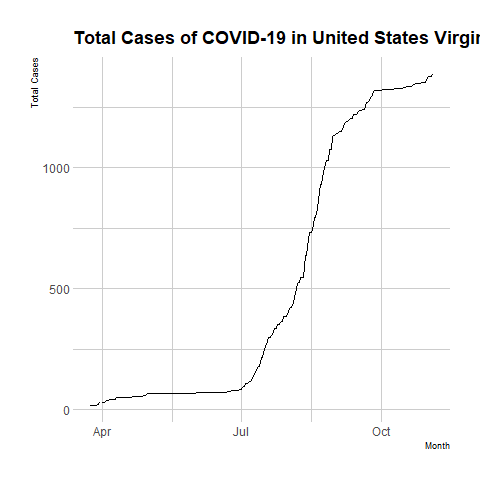 Total Cases of COVID-19 in United States Virgin
Total Cases
1000
500
0
Apr
Jul
Oct
Month